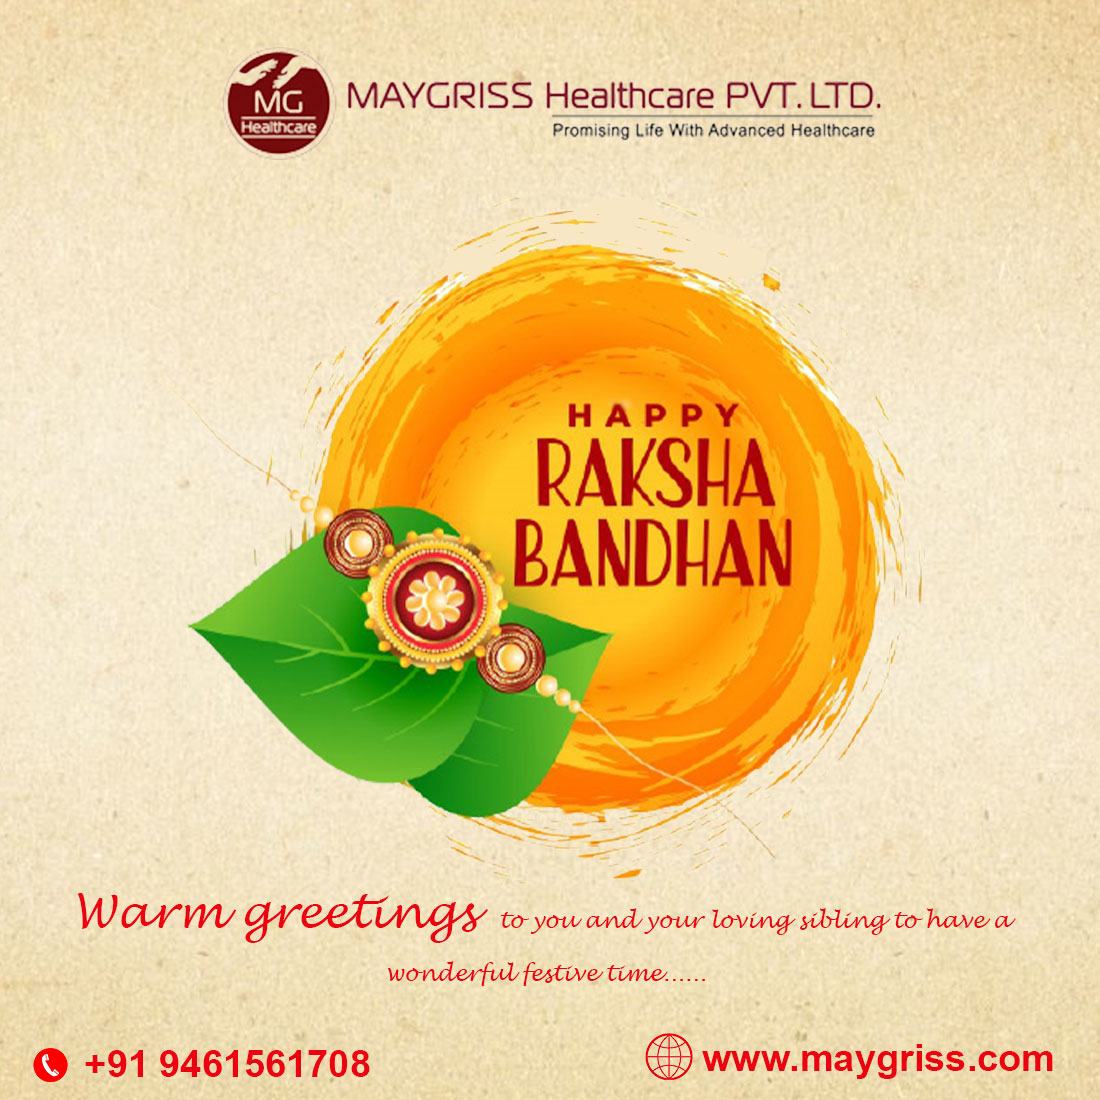 MG
Healthcare
MAYGRISS Healthcare PVT. LTD.
Promising Life With Advanced Healthcare
HAPPY
RAKSHA
BANDHAN
Warm greetings to you and your loving sibling to have a
wonderful festive time......
+91 9461561708
www.maygriss.com